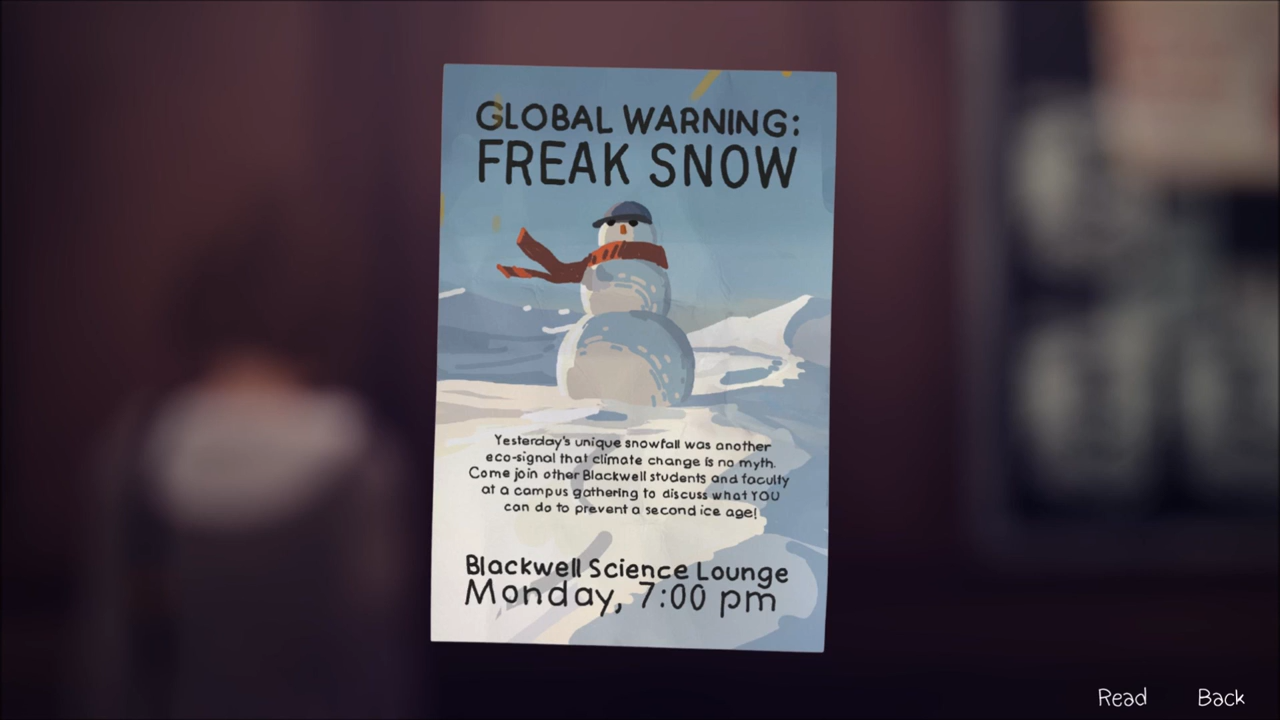 GLOBAL WARNING:
FREAK SNOW
Yesterday's unique snowfall was another
eco-signal that climate change is no myth.
Come join other Blackwell students and faculty
at a campus gathering to discuss what YOU
can do to prevent a second ice age!
Blackwell Science Lounge
Monday, 7:00 pm
Read Back